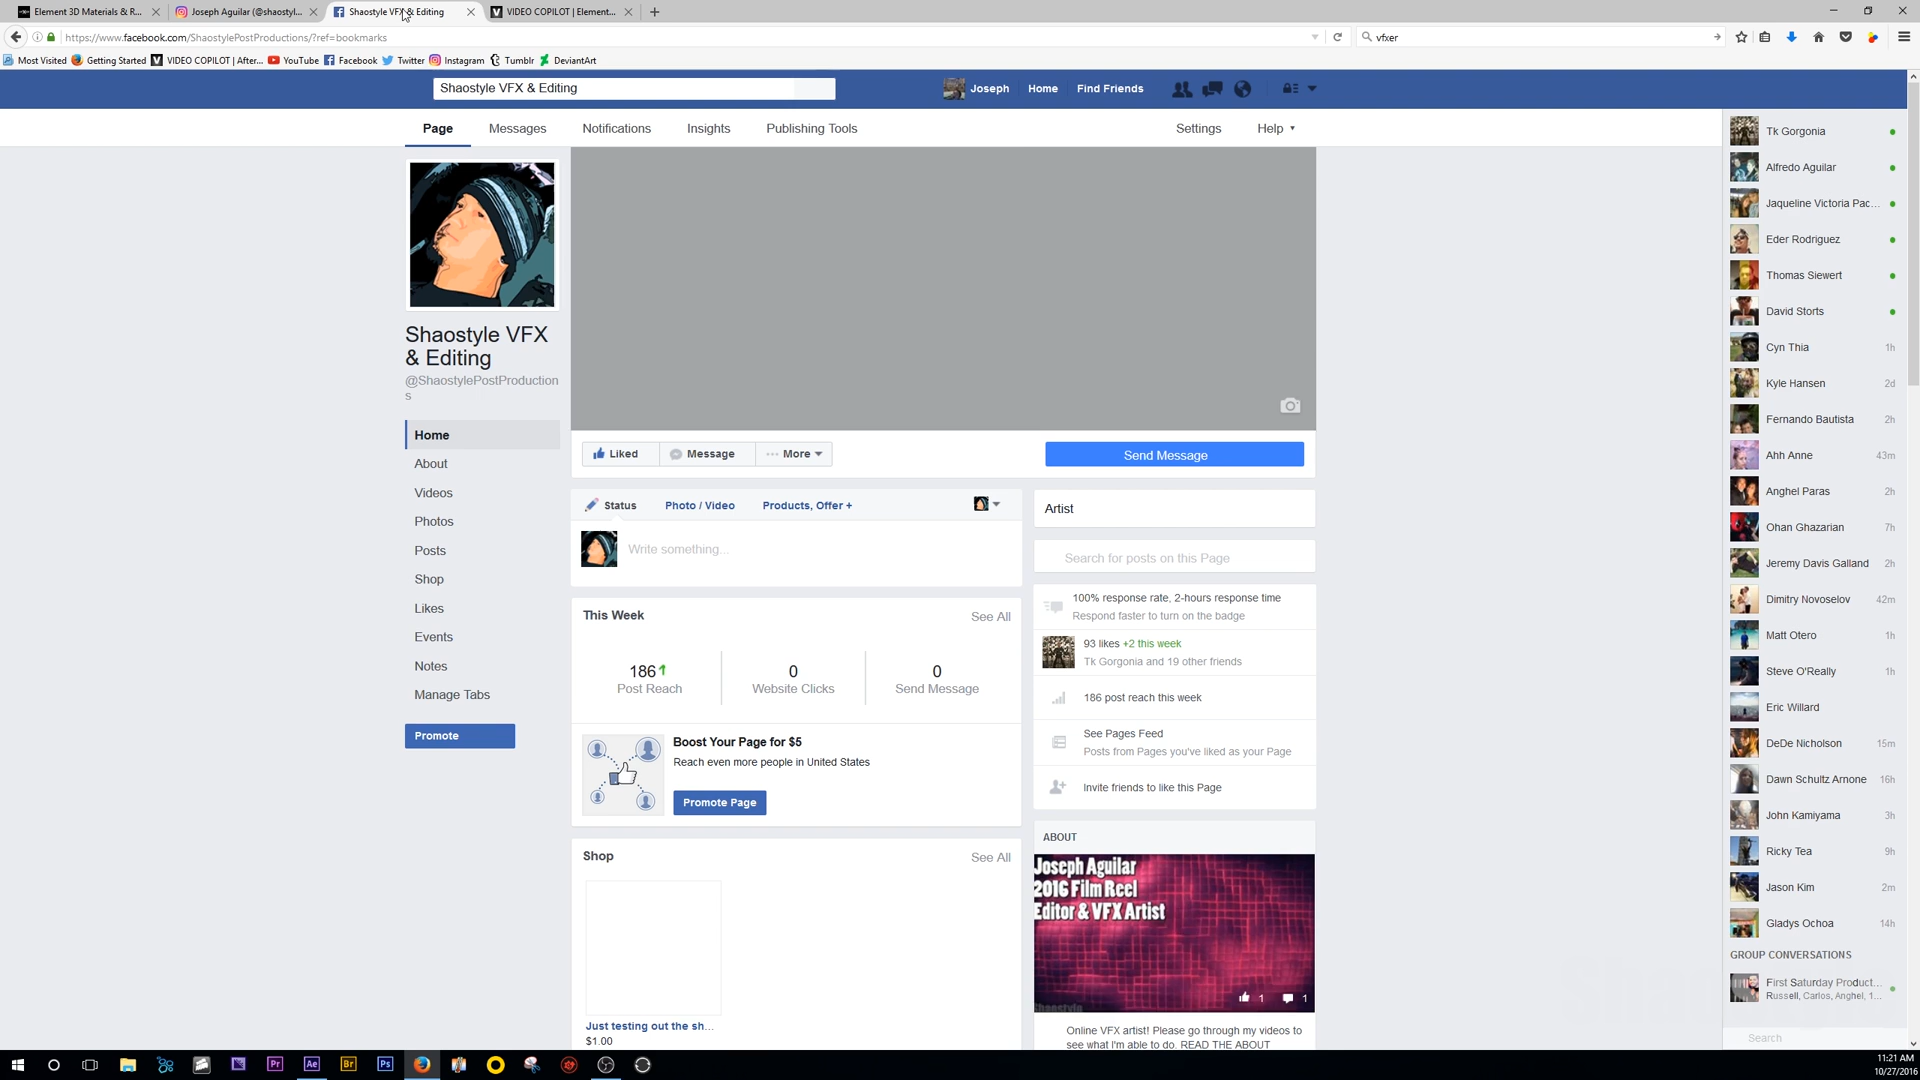 Element 3D Materials & R...
Joseph Aguilar (@shaostyl...
Shaostyle VFX & Editing
VIDEO COPILOT | Element...
https://www.facebook.com/ShaostylePostProductions/?ref=bookmarks
vfxer
Most Visited
Getting Started
VIDEO COPILOT | After...
YouTube
Facebook
Twitter
Instagram
Tumblr
DeviantArt
Shaostyle VFX & Editing
Joseph
Home
Find Friends
Page
Messages
Notifications
Insights
Publishing Tools
Settings
Help
Shaostyle VFX
& Editing
@ShaostylePostProduction
s
Home
About
Videos
Photos
Posts
Shop
Likes
Events
Notes
Manage Tabs
Promote
Liked
Message
More
Send Message
Status
Photo / Video
Products, Offer +
Write something...
This Week
See All
186
Post Reach
0
Website Clicks
0
Send Message
Boost Your Page for $5
Reach even more people in United States
Promote Page
Shop
See All
Just testing out the sh...
$1.00
Artist
Search for posts on this Page
100% response rate, 2-hours response time
Respond faster to turn on the badge
93 likes +2 this week
Tk Gorgonia and 19 other friends
186 post reach this week
See Pages Feed
Posts from Pages you've liked as your Page
Invite friends to like this Page
ABOUT
Joseph Aguilar
2016 Film Reel
Editor & VFX Artist
Shaostyle
1
1
Online VFX artist! Please go through my videos to
see what I'm able to do. READ THE ABOUT
Tk Gorgonia
Alfredo Aguilar
Jaqueline Victoria Pac...
Eder Rodriguez
Thomas Siewert
David Storts
Cyn Thia 1h
Kyle Hansen 2d
Fernando Bautista 2h
Ahh Anne 43m
Anghel Paras 2h
Ohan Ghazarian 7h
Jeremy Davis Galland 2h
Dimitry Novoselov 42m
Matt Otero 1h
Steve O'Really 1h
Eric Willard
DeDe Nicholson 15m
Dawn Schultz Arnone 16h
John Kamiyama 3h
Ricky Tea 9h
Jason Kim 2m
Gladys Ochoa 14h
GROUP CONVERSATIONS
First Saturday Product...
Russell, Carlos, Anghel, 1...
Search
Pr
Ae
Br
Ps
11:21 AM
10/27/2016